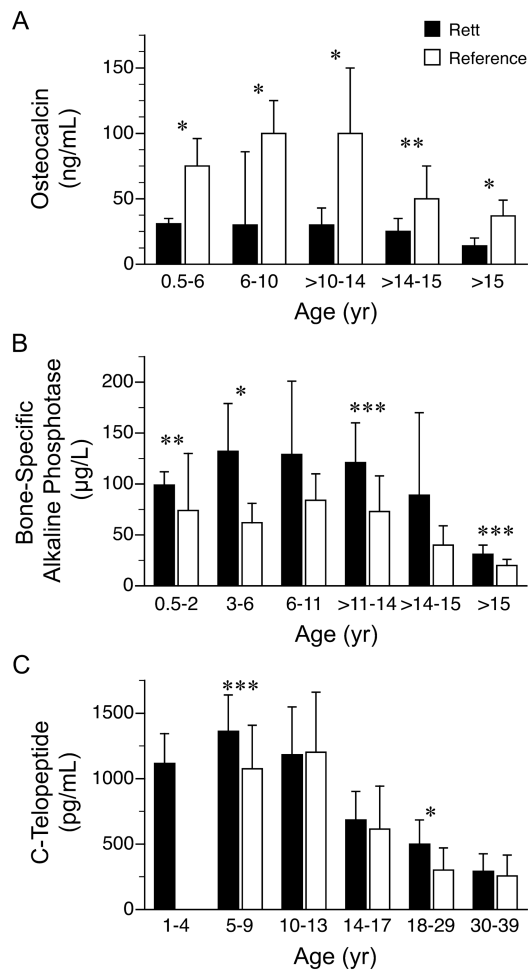 A
Rett
Reference
Osteocalcin
(ng/mL)
150
100
50
0
* * * ** *
0.5-6 6-10 >10-14 >14-15 >15
Age (yr)
B
Bone-Specific
Alkaline Phosphotase
(µg/L)
200
150
100
50
0
** * *** ***
0.5-2 3-6 6-11 >11-14 >14-15 >15
Age (yr)
C
C-Telopeptide
(pg/mL)
1500
1000
500
0
*** *
1-4 5-9 10-13 14-17 18-29 30-39
Age (yr)